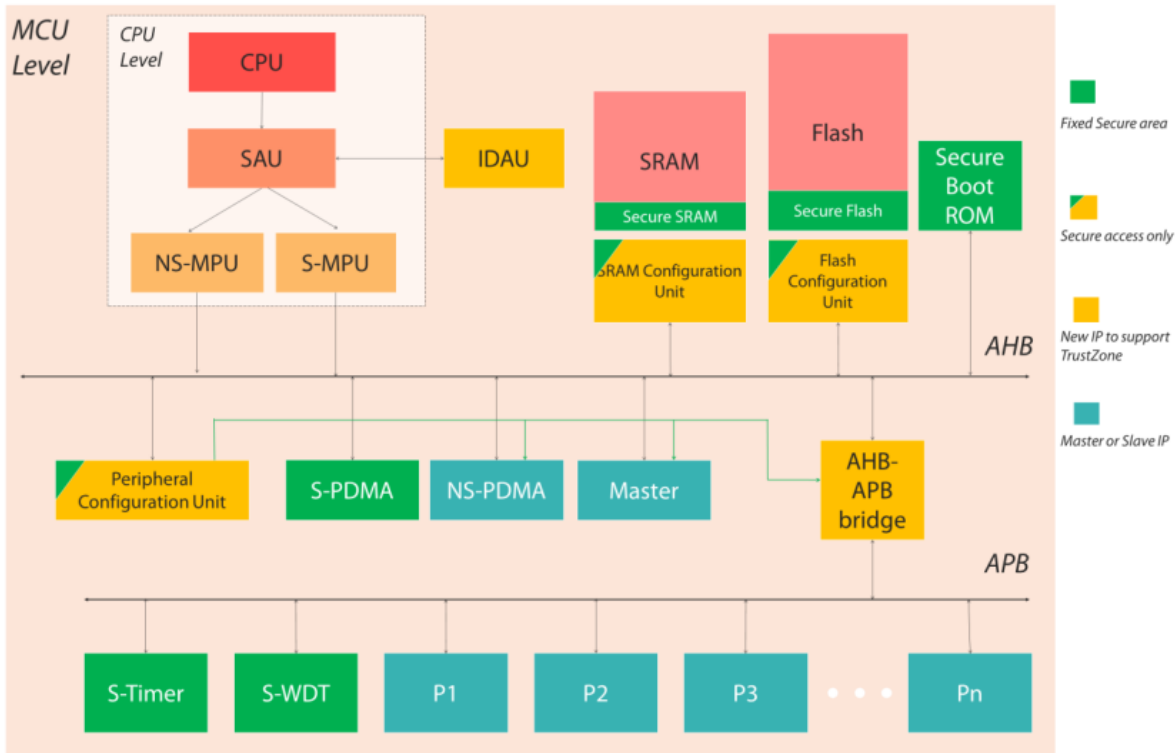 MCU
Level
CPU
Level
CPU
SAU
IDAU
NS-MPU
S-MPU
SRAM
Secure SRAM
SRAM Configuration
Unit
Flash
Secure Flash
Flash
Configuration
Unit
Secure
Boot
ROM
AHB
Peripheral
Configuration Unit
S-PDMA
NS-PDMA
Master
AHB-
APB
bridge
APB
S-Timer
S-WDT
P1
P2
P3
Pn
Fixed Secure area
Secure access only
New IP to support
TrustZone
Master or Slave IP